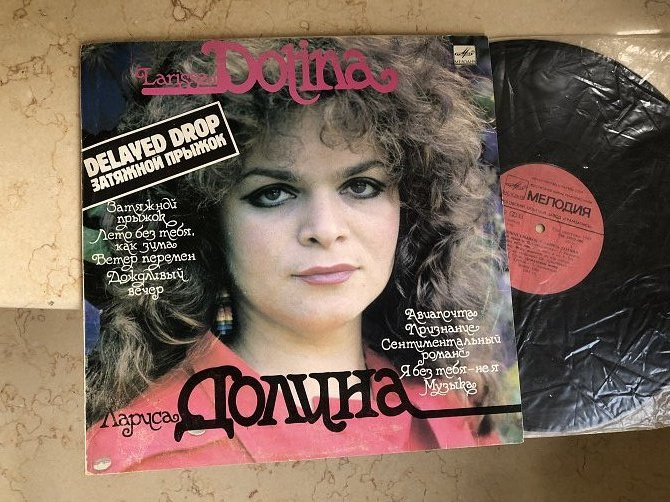 Larissa Dolina
МЕЛОДИЯ
DELAYED DROP
ЗАТЯЖНОЙ ПРЫЖОК
Затяжной
прыжок
Лето без тебя,
как зима
Ветер перемен
Дождливый
вечер
Авиапочта
Признание
Сентиментальный
романс
Я без тебя—не я
Музыка
Лариса Долина
МЕЛОДИЯ